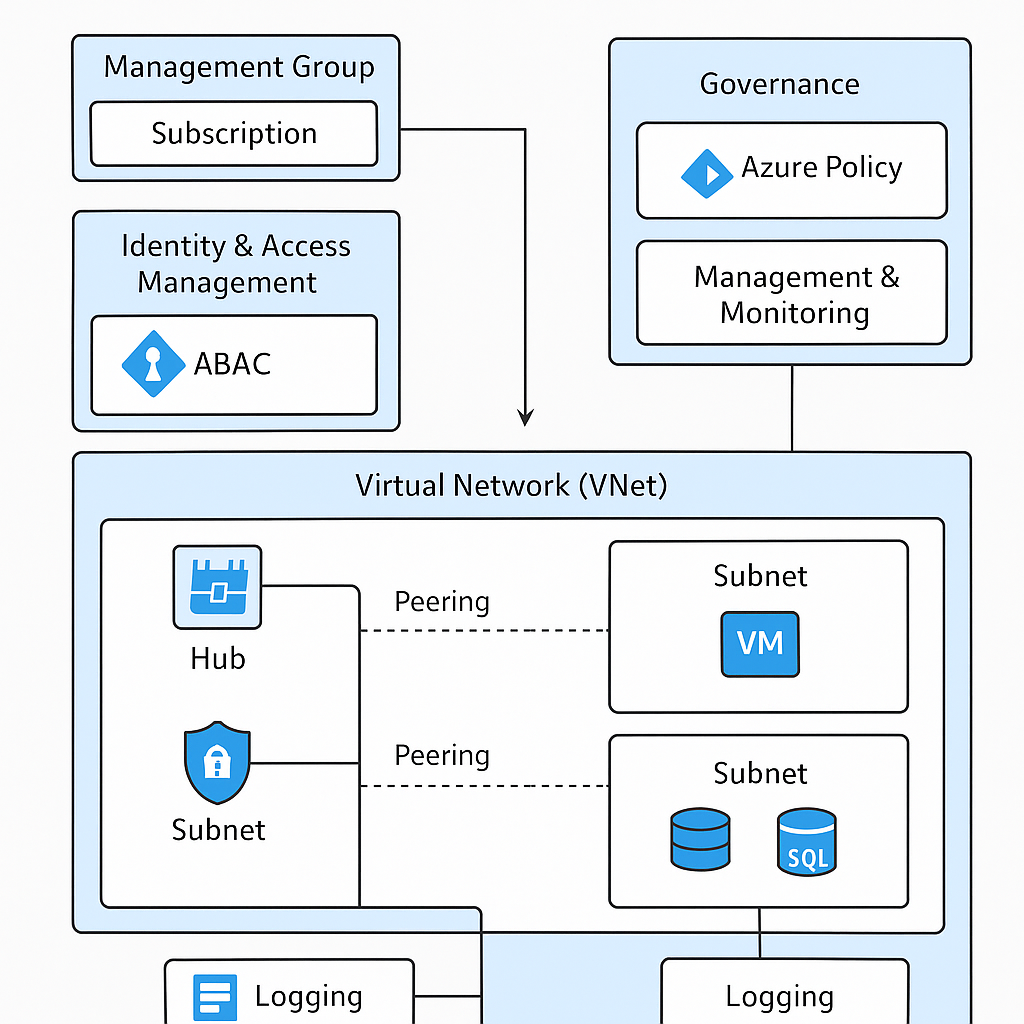 Management Group
Subscription
Identity & Access
Management
ABAC
Governance
Azure Policy
Management &
Monitoring
Virtual Network (VNet)
Hub
Subnet
Peering
Peering
Subnet
VM
Subnet
SQL
Logging
Logging